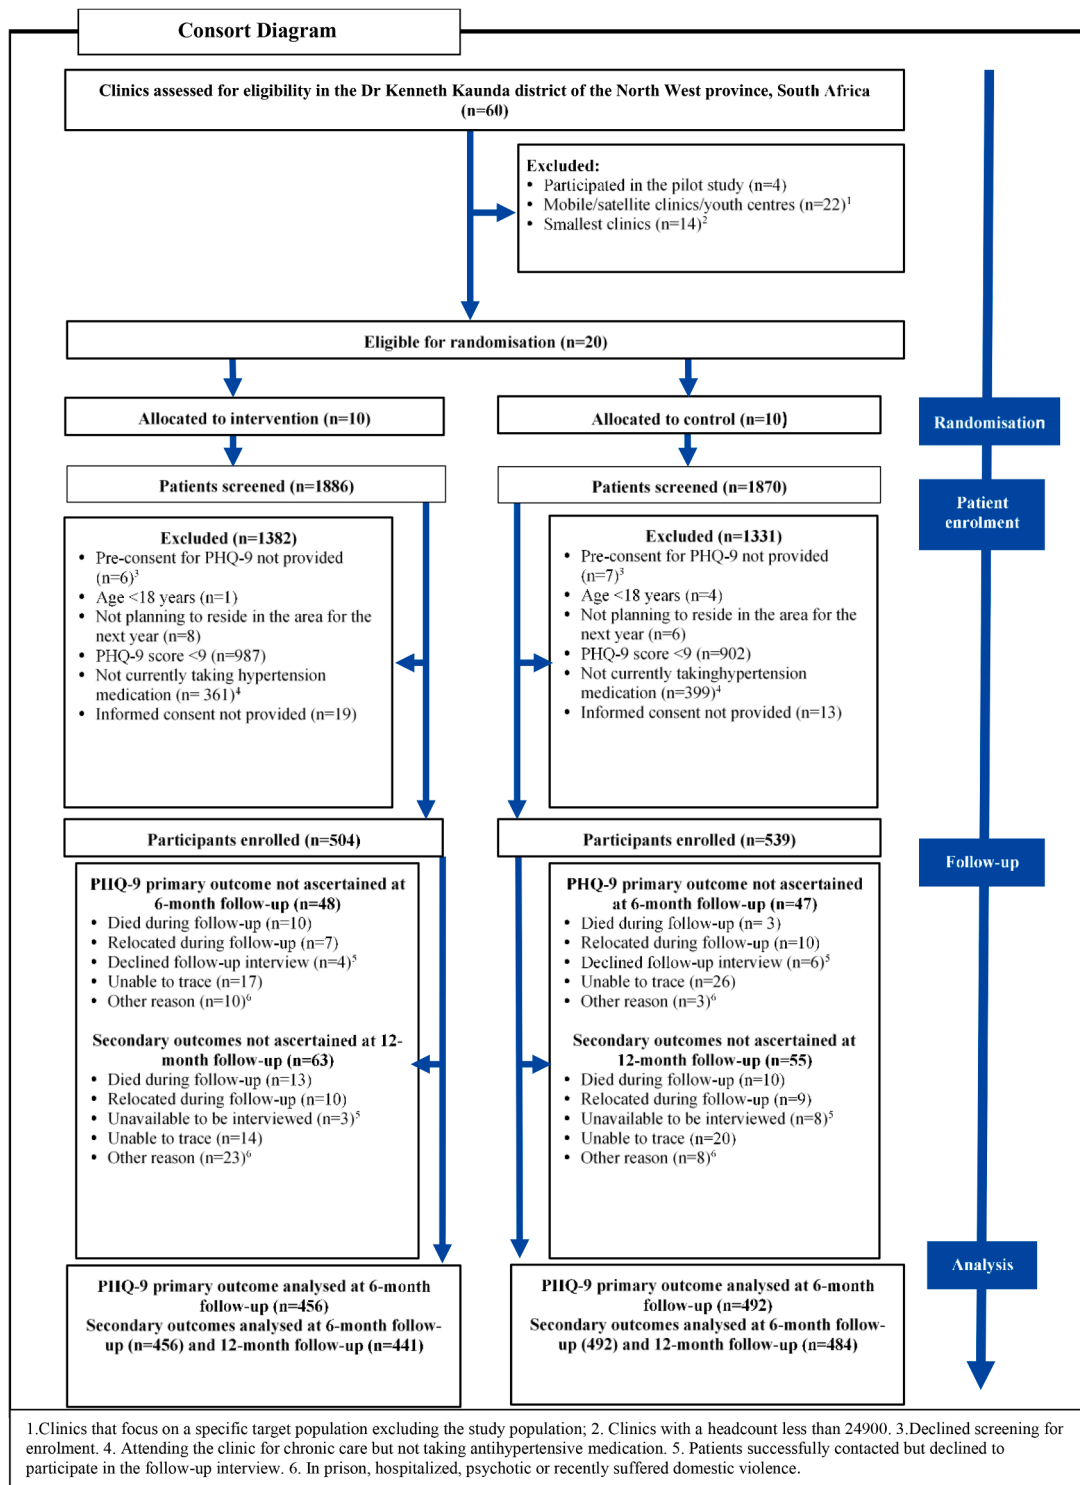 Consort Diagram
Clinics assessed for eligibility in the Dr Kenneth Kaunda district of the North West province, South Africa
(n=60)
Excluded:
• Participated in the pilot study (n=4)
• Mobile/satellite clinics/youth centres (n=22)1
• Smallest clinics (n=14)2
Eligible for randomisation (n=20)
Allocated to intervention (n=10)
Allocated to control (n=10)
Randomisation
Patients screened (n=1886)
Patients screened (n=1870)
Patient
enrolment
Excluded (n=1382)
• Pre-consent for PHQ-9 not provided
(n=6)3
• Age <18 years (n=1)
• Not planning to reside in the area for the
next year (n=8)
• PHQ-9 score <9 (n=987)
• Not currently taking hypertension
medication (n= 361)4
• Informed consent not provided (n=19)
Excluded (n=1331)
• Pre-consent for PHQ-9 not provided
(n=7)3
• Age <18 years (n=4)
• Not planning to reside in the area for the
next year (n=6)
• PHQ-9 score <9 (n=902)
• Not currently takinghypertension
medication (n=399)4
• Informed consent not provided (n=13)
Participants enrolled (n=504)
Participants enrolled (n=539)
Follow-up
PHQ-9 primary outcome not ascertained at
6-month follow-up (n=48)
• Died during follow-up (n=10)
• Relocated during follow-up (n=7)
• Declined follow-up interview (n=4)5
• Unable to trace (n=17)
• Other reason (n=10)6
Secondary outcomes not ascertained at 12-
month follow-up (n=63)
• Died during follow-up (n=13)
• Relocated during follow-up (n=10)
• Unavailable to be interviewed (n=3)5
• Unable to trace (n=14)
• Other reason (n=23)6
PHQ-9 primary outcome not ascertained
at 6-month follow-up (n=47)
• Died during follow-up (n= 3)
• Relocated during follow-up (n=10)
• Declined follow-up interview (n=6)5
• Unable to trace (n=26)
• Other reason (n=3)6
Secondary outcomes not ascertained at
12-month follow-up (n=55)
• Died during follow-up (n=10)
• Relocated during follow-up (n=9)
• Unavailable to be interviewed (n=8)5
• Unable to trace (n=20)
• Other reason (n=8)6
Analysis
PHQ-9 primary outcome analysed at 6-month
follow-up (n=456)
Secondary outcomes analysed at 6-month follow-
up (n=456) and 12-month follow-up (n=441)
PHQ-9 primary outcome analysed at 6-month
follow-up (n=492)
Secondary outcomes analysed at 6-month follow-
up (492) and 12-month follow-up (n=484)
1.Clinics that focus on a specific target population excluding the study population; 2. Clinics with a headcount less than 24900. 3.Declined screening for
enrolment. 4. Attending the clinic for chronic care but not taking antihypertensive medication. 5. Patients successfully contacted but declined to
participate in the follow-up interview. 6. In prison, hospitalized, psychotic or recently suffered domestic violence.